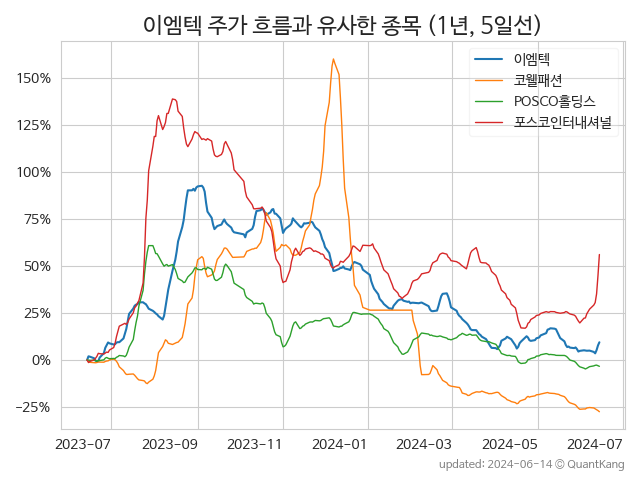 이엠텍 주가 흐름과 유사한 종목 (1년, 5일선)
이엠텍
코웰패션
POSCO홀딩스
포스코인터내셔널
150%
125%
100%
75%
50%
25%
0%
−25%
2023-07
2023-09
2023-11
2024-01
2024-03
2024-05
2024-07
updated: 2024-06-14 © QuantKang